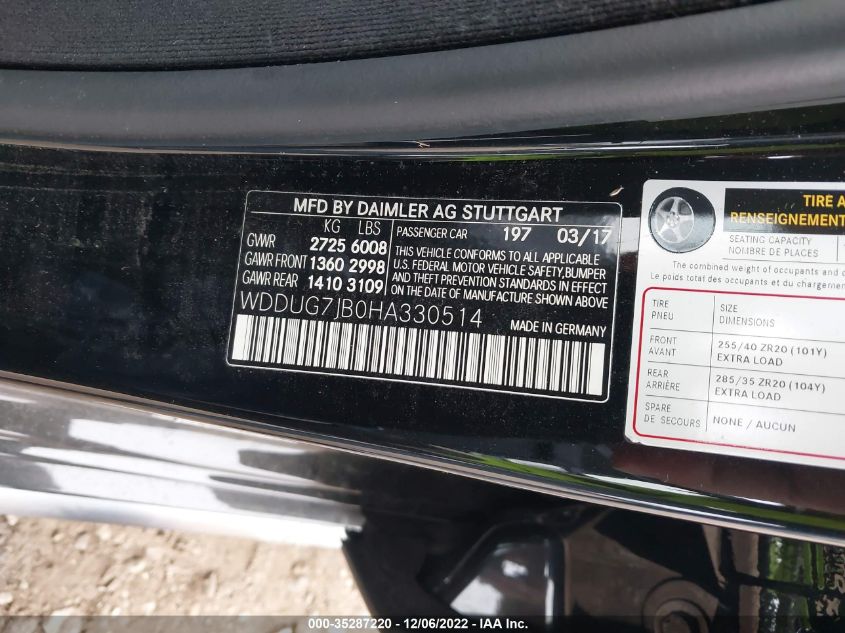 MFD BY DAIMLER AG STUTTGART
KG LBS
GWR 2725 6008
GAWR FRONT 1360 2998
GAWR REAR 1410 3109
PASSENGER CAR 197 03/17
THIS VEHICLE CONFORMS TO ALL APPLICABLE
U.S. FEDERAL MOTOR VEHICLE SAFETY, BUMPER
AND THEFT PREVENTION STANDARDS IN EFFECT
ON THE DATE OF MANUFACTURE SHOWN ABOVE.
WDDUG7JB0HA330514
MADE IN GERMANY
TIRE A
RENSEIGNEMENT
SEATING CAPACITY
NOMBRE DE PLACES
The combined weight of occupants and c
Le poids total des occupants et du charge
TIRE
PNEU
SIZE
DIMENSIONS
FRONT
AVANT
255/40 ZR20 (101Y)
EXTRA LOAD
REAR
ARRIÈRE
285/35 ZR20 (104Y)
EXTRA LOAD
SPARE
DE SECOURS
NONE / AUCUN
000-35287220 - 12/06/2022 - IAA Inc.